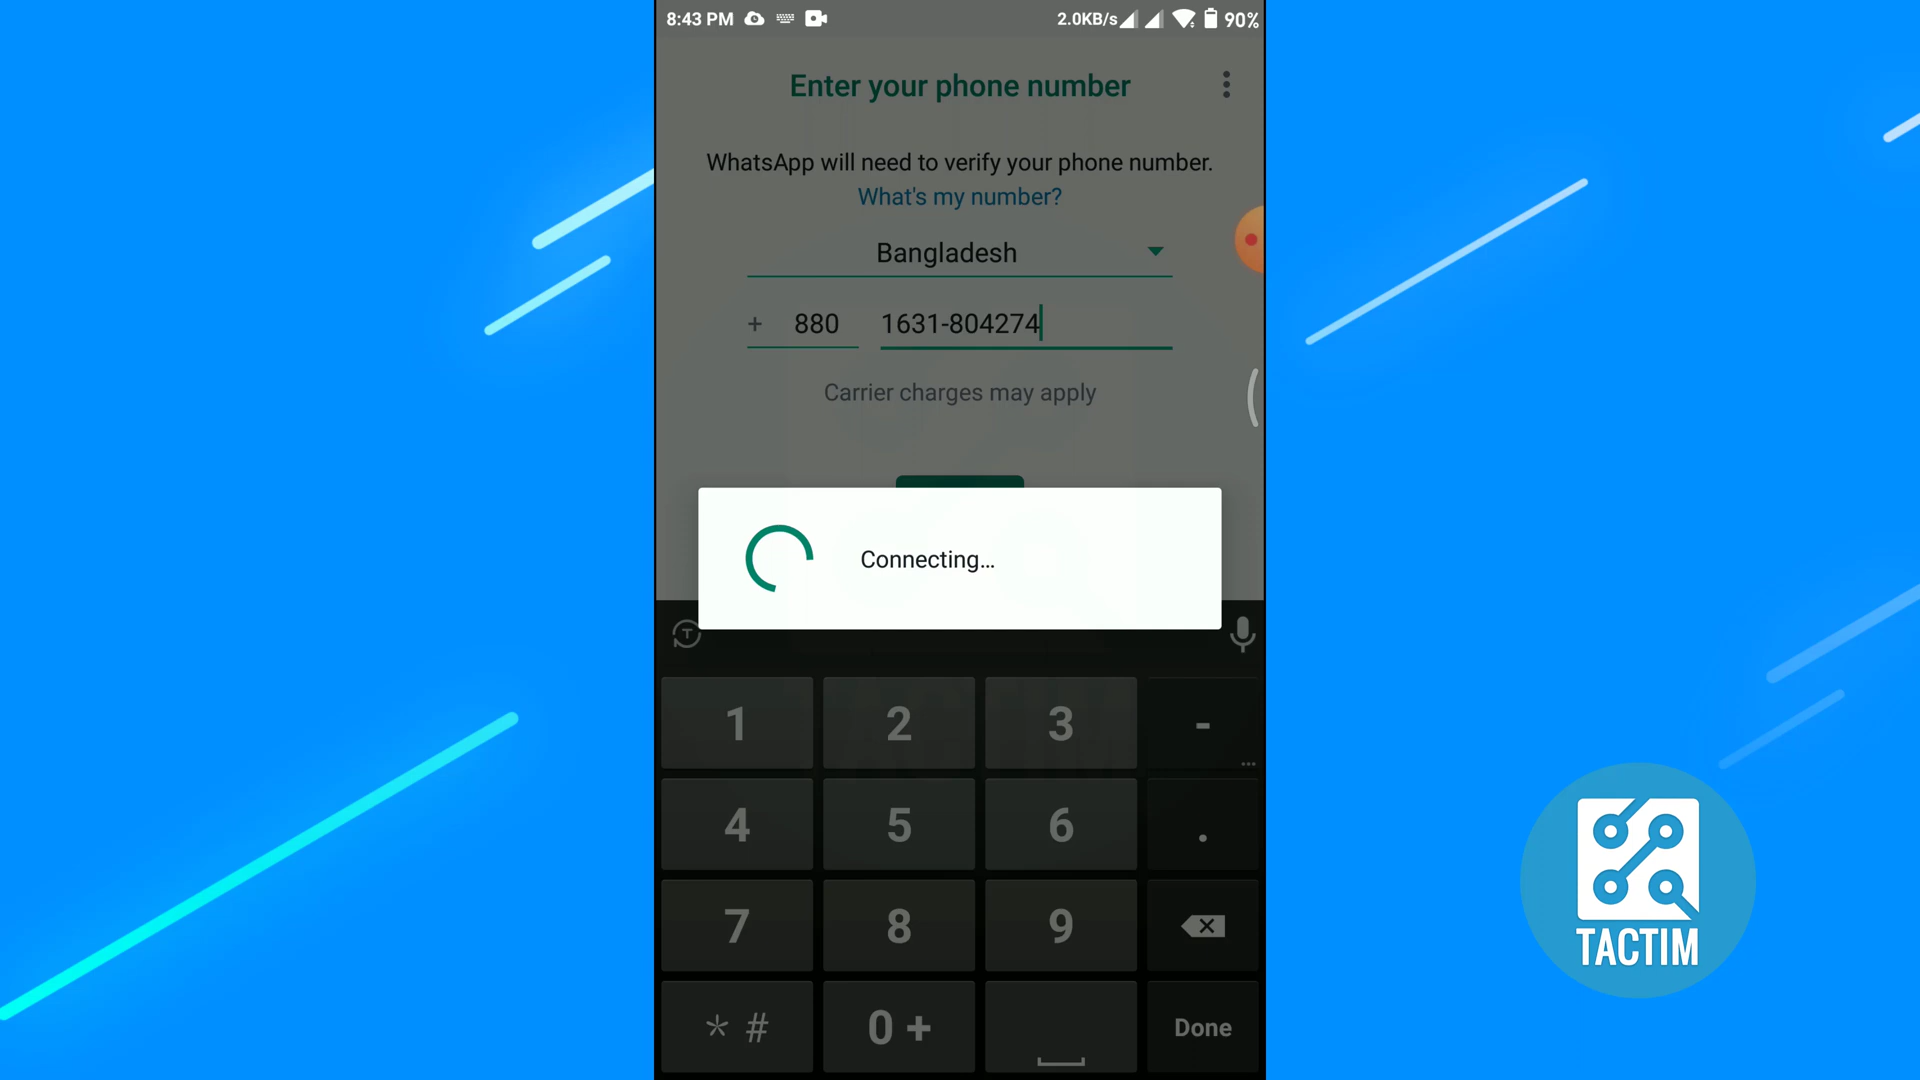 8:43 PM 2.0KB/s 90%
Enter your phone number
WhatsApp will need to verify your phone number.
What's my number?
Bangladesh
+ 880 1631-804274
Carrier charges may apply
Connecting...
1 2 3 -
...
4 5 6 .
7 8 9
* # 0 + Done
TACTIM